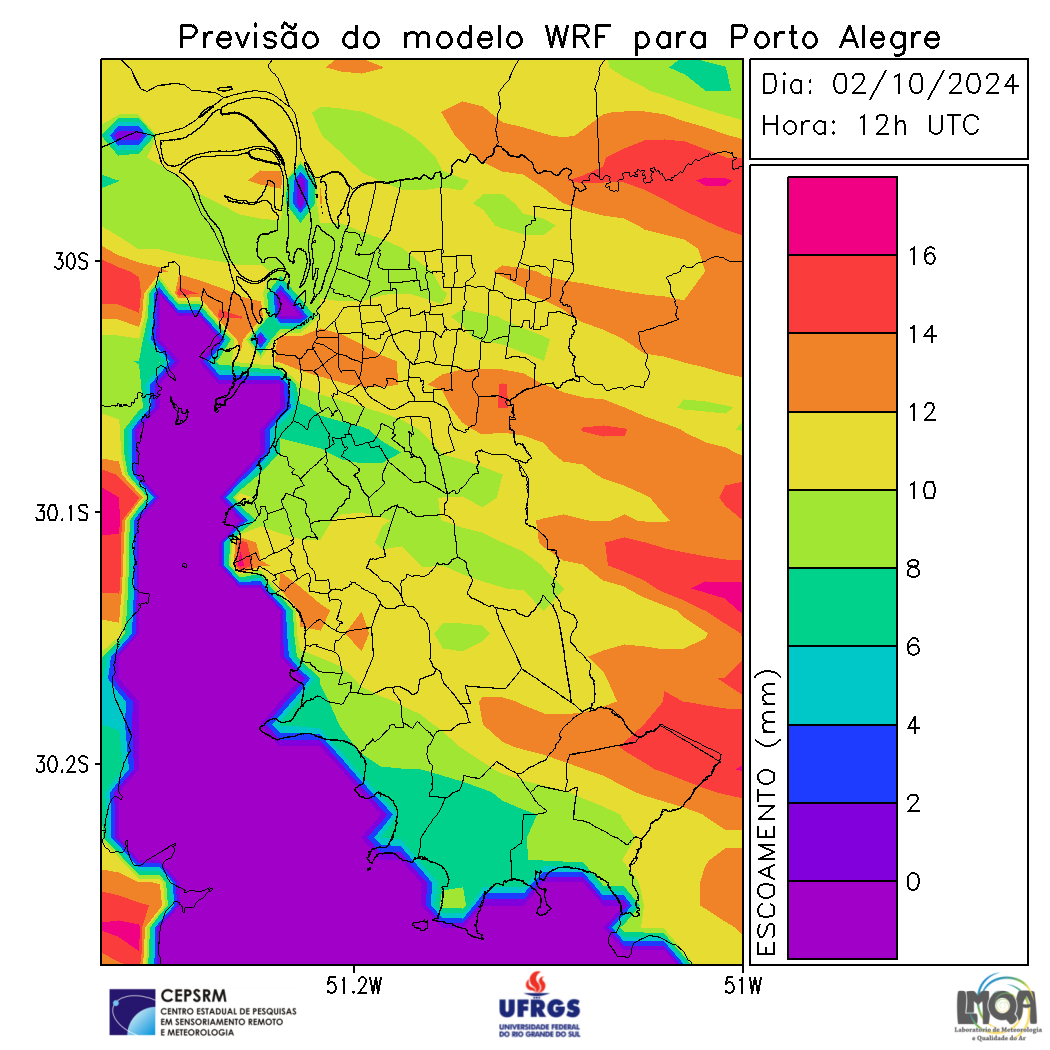 Previsão do modelo WRF para Porto Alegre
Dia: 02/10/2024
Hora: 12h UTC
30S
30.1S
30.2S
51.2W
51W
16
14
12
10
8
6
4
2
0
ESCOAMENTO (mm)
CEPSRM
CENTRO ESTADUAL DE PESQUISAS
EM SENSORIAMENTO REMOTO
E METEOROLOGIA
UFRGS
UNIVERSIDADE FEDERAL
DO RIO GRANDE DO SUL
LMQA
Laboratório de Meteorologia
e Qualidade do Ar